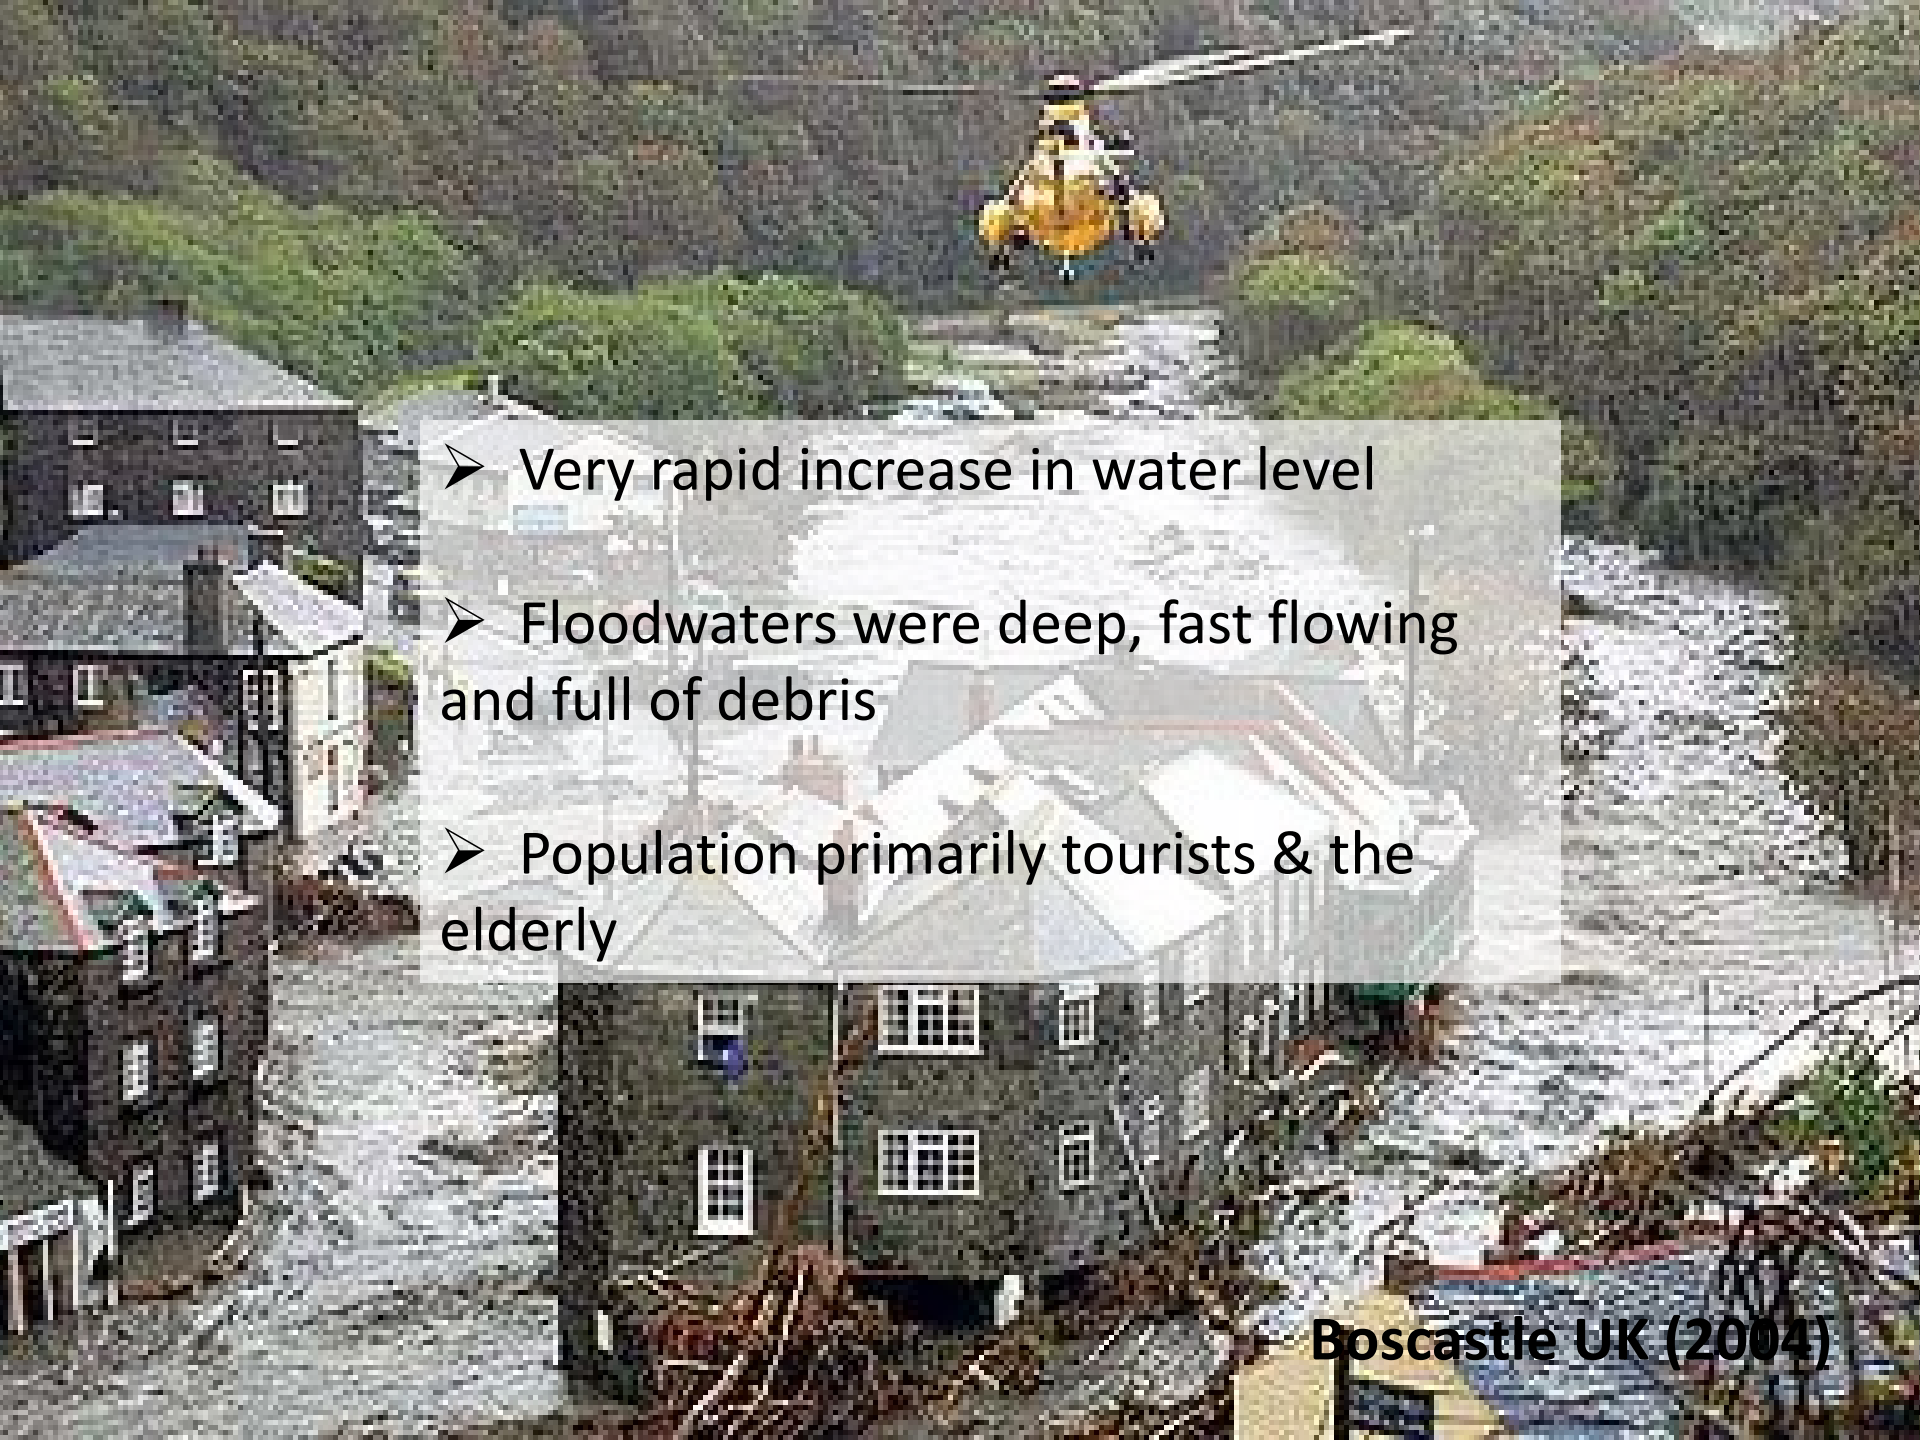 ➢ Very rapid increase in water level
➢ Floodwaters were deep, fast flowing
and full of debris
➢ Population primarily tourists & the
elderly
Boscastle UK (2004)